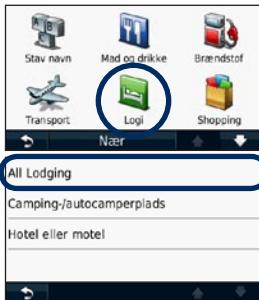 Stav navn Mad og drikke Brændstof
Transport Logi Shopping
Nær
All Lodging
Camping-/autocamperplads
Hotel eller motel